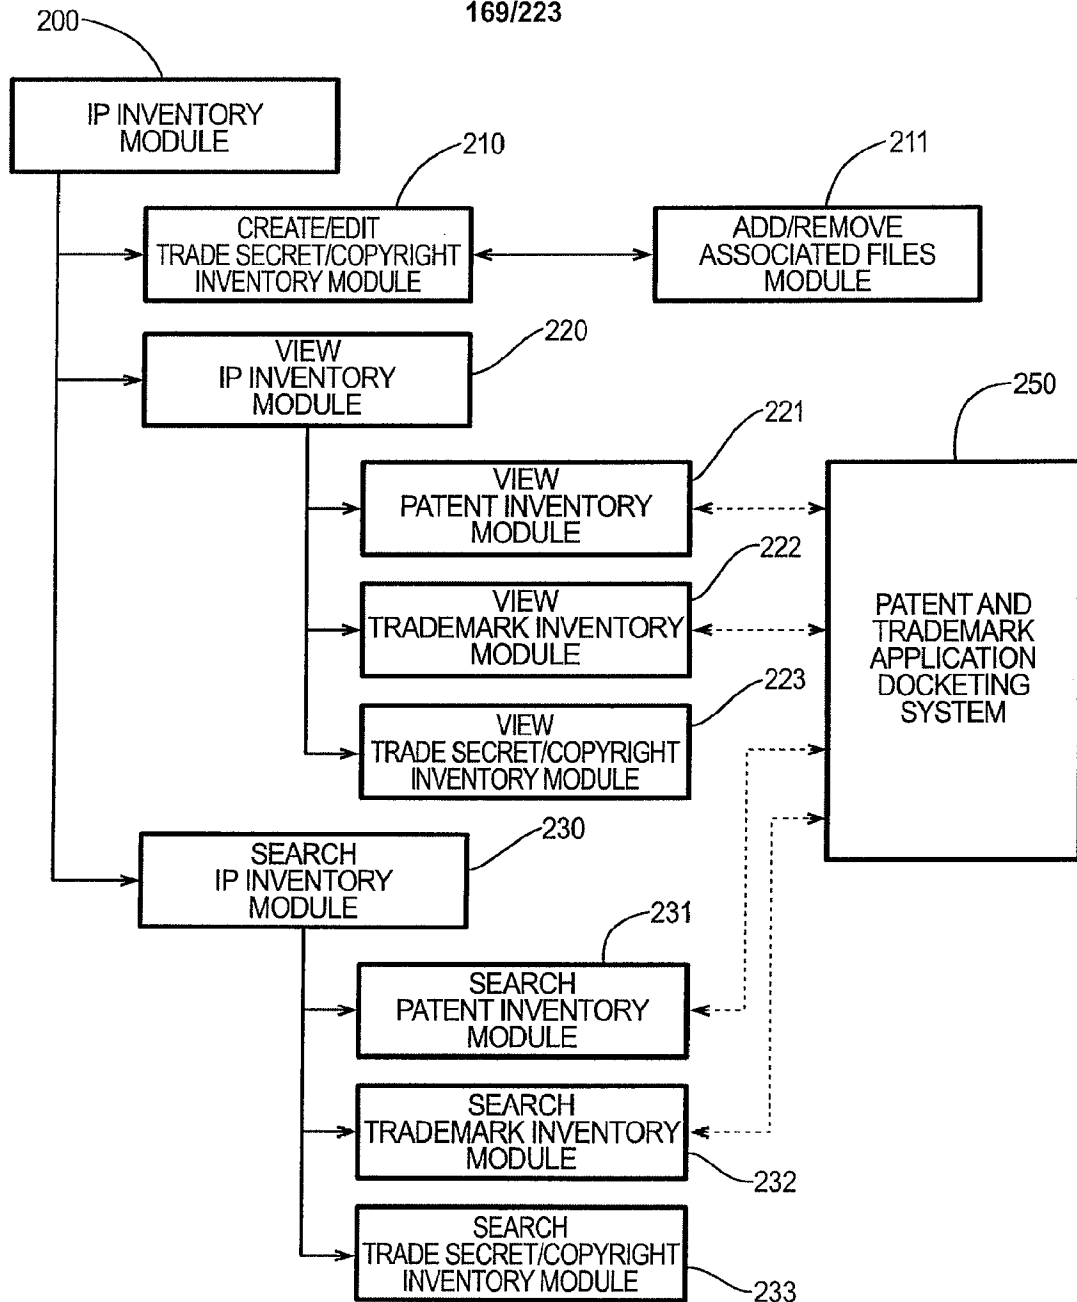 169/223
200
IP INVENTORY
MODULE
210
CREATE/EDIT
TRADE SECRET/COPYRIGHT
INVENTORY MODULE
211
ADD/REMOVE
ASSOCIATED FILES
MODULE
220
VIEW
IP INVENTORY
MODULE
250
PATENT AND
TRADEMARK
APPLICATION
DOCKETING
SYSTEM
221
VIEW
PATENT INVENTORY
MODULE
222
VIEW
TRADEMARK INVENTORY
MODULE
223
VIEW
TRADE SECRET/COPYRIGHT
INVENTORY MODULE
230
SEARCH
IP INVENTORY
MODULE
231
SEARCH
PATENT INVENTORY
MODULE
SEARCH
TRADEMARK INVENTORY
MODULE
232
SEARCH
TRADE SECRET/COPYRIGHT
INVENTORY MODULE
233